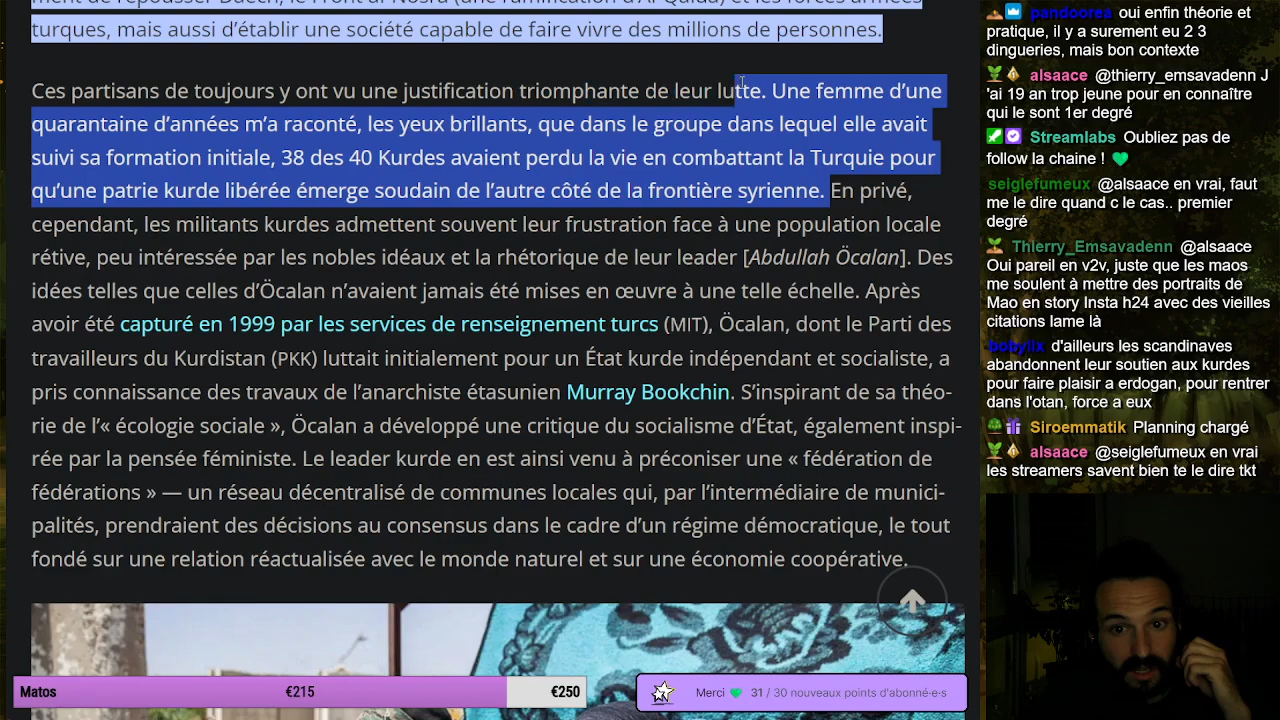 ment de repousser Daech, le Front al-Nosra (une ramification d'Al-Qaïda) et les forces armées
turques, mais aussi d'établir une société capable de faire vivre des millions de personnes.
Ces partisans de toujours y ont vu une justification triomphante de leur lutte. Une femme d'une
quarantaine d'années m'a raconté, les yeux brillants, que dans le groupe dans lequel elle avait
suivi sa formation initiale, 38 des 40 Kurdes avaient perdu la vie en combattant la Turquie pour
qu'une patrie kurde libérée émerge soudain de l'autre côté de la frontière syrienne. En privé,
cependant, les militants kurdes admettent souvent leur frustration face à une population locale
rétive, peu intéressée par les nobles idéaux et la rhétorique de leur leader [Abdullah Öcalan]. Des
idées telles que celles d'Öcalan n'avaient jamais été mises en œuvre à une telle échelle. Après
avoir été capturé en 1999 par les services de renseignement turcs (MIT), Öcalan, dont le Parti des
travailleurs du Kurdistan (PKK) luttait initialement pour un État kurde indépendant et socialiste, a
pris connaissance des travaux de l'anarchiste étasunien Murray Bookchin. S'inspirant de sa théo-
rie de l'« écologie sociale », Öcalan a développé une critique du socialisme d'État, également inspi-
rée par la pensée féministe. Le leader kurde en est ainsi venu à préconiser une « fédération de
fédérations » — un réseau décentralisé de communes locales qui, par l'intermédiaire de munici-
palités, prendraient des décisions au consensus dans le cadre d'un régime démocratique, le tout
fondé sur une relation réactualisée avec le monde naturel et sur une économie coopérative.
Matos €215 €250
Merci 31 / 30 nouveaux points d'abonné·e·s
pandoorea oui enfin théorie et
pratique, il y a surement eu 2 3
dingueries, mais bon contexte
alsaace @thierry_emsavadenn J
'ai 19 an trop jeune pour en connaître
qui le sont 1er degré
Streamlabs Oubliez pas de
follow la chaine !
seiglefumeux @alsaace en vrai, faut
me le dire quand c le cas.. premier
degré
Thierry_Emsavadenn @alsaace
Oui pareil en v2v, juste que les maos
me soulent à mettre des portraits de
Mao en story Insta h24 avec des vieilles
citations lame là
bobylix d'ailleurs les scandinaves
abandonnent leur soutien aux kurdes
pour faire plaisir a erdogan, pour rentrer
dans l'otan, force a eux
Siroemmatik Planning chargé
alsaace @seiglefumeux en vrai
les streamers savent bien te le dire tkt